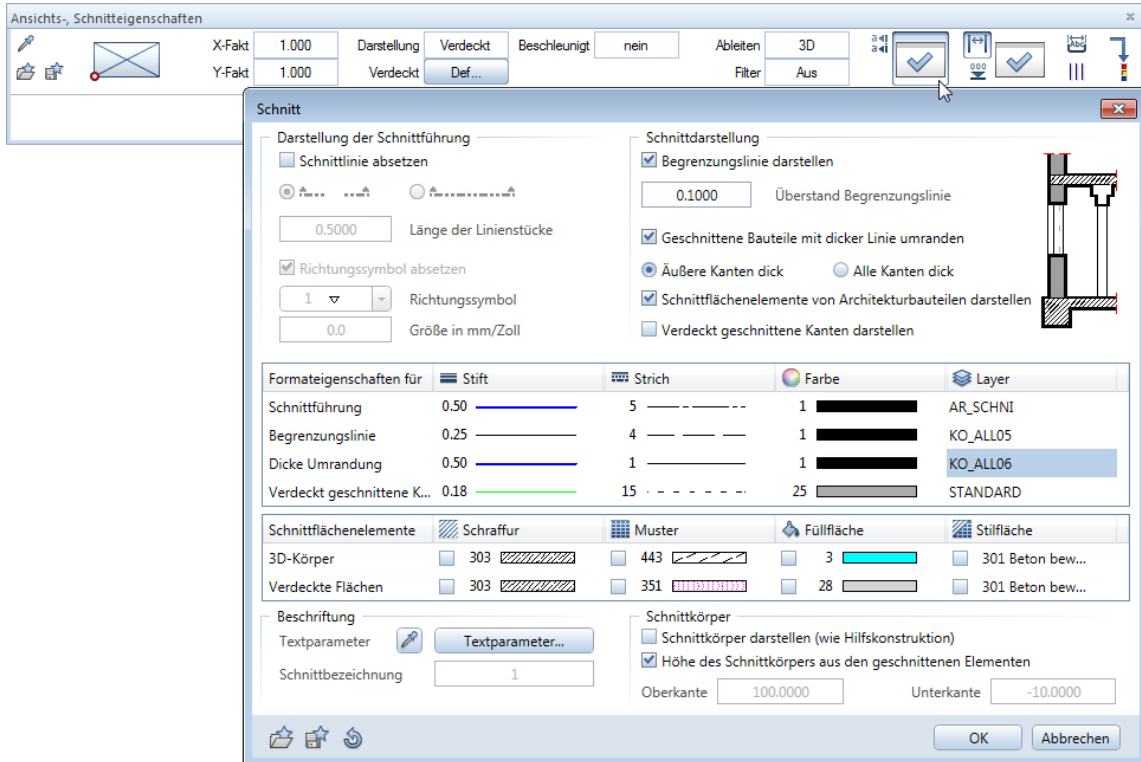 Ansichts-, Schnitteigenschaften
X-Fakt 1.000 Darstellung Verdeckt Beschleunigt nein Ableiten 3D
Y-Fakt 1.000 Verdeckt Def... Filter Aus
Schnitt
Darstellung der Schnittführung
Schnittlinie absetzen
0.5000 Länge der Linienstücke
Richtungssymbol absetzen
1 Richtungssymbol
0.0 Größe in mm/Zoll
Schnittdarstellung
Begrenzungslinie darstellen
0.1000 Überstand Begrenzungslinie
Geschnittene Bauteile mit dicker Linie umranden
Äußere Kanten dick Alle Kanten dick
Schnittflächenelemente von Architekturbauteilen darstellen
Verdeckt geschnittene Kanten darstellen
Formateigenschaften für Stift Strich Farbe Layer
Schnittführung 0.50 5 1 AR_SCHNI
Begrenzungslinie 0.25 4 1 KO_ALL05
Dicke Umrandung 0.50 1 1 KO_ALL06
Verdeckt geschnittene K... 0.18 15 25 STANDARD
Schnittflächenelemente Schraffur Muster Füllfläche Stilfläche
3D-Körper 303 443 3 301 Beton bew...
Verdeckte Flächen 303 351 28 301 Beton bew...
Beschriftung
Textparameter Textparameter...
Schnittbezeichnung 1
Schnittkörper
Schnittkörper darstellen (wie Hilfskonstruktion)
Höhe des Schnittkörpers aus den geschnittenen Elementen
Oberkante 100.0000 Unterkante -10.0000
OK Abbrechen